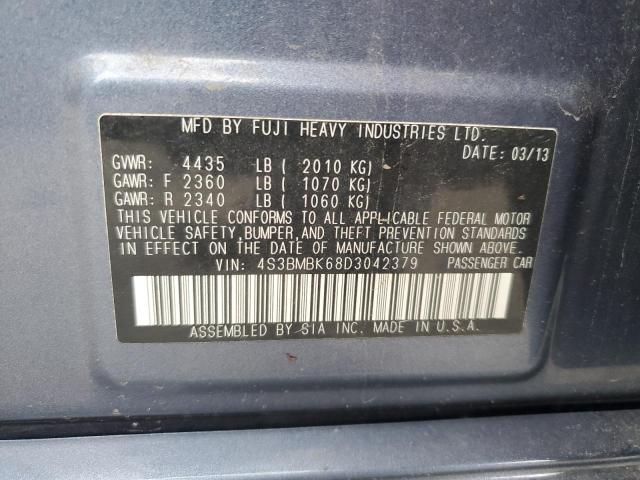 MFD BY FUJI HEAVY INDUSTRIES LTD.
DATE: 03/13
GVWR: 4435 LB ( 2010 KG)
GAWR: F 2360 LB ( 1070 KG)
GAWR: R 2340 LB ( 1060 KG)
THIS VEHICLE CONFORMS TO ALL APPLICABLE FEDERAL MOTOR
VEHICLE SAFETY, BUMPER, AND THEFT PREVENTION STANDARDS
IN EFFECT ON THE DATE OF MANUFACTURE SHOWN ABOVE.
VIN: 4S3BMBK68D3042379 PASSENGER CAR
ASSEMBLED BY SIA INC. MADE IN U.S.A.